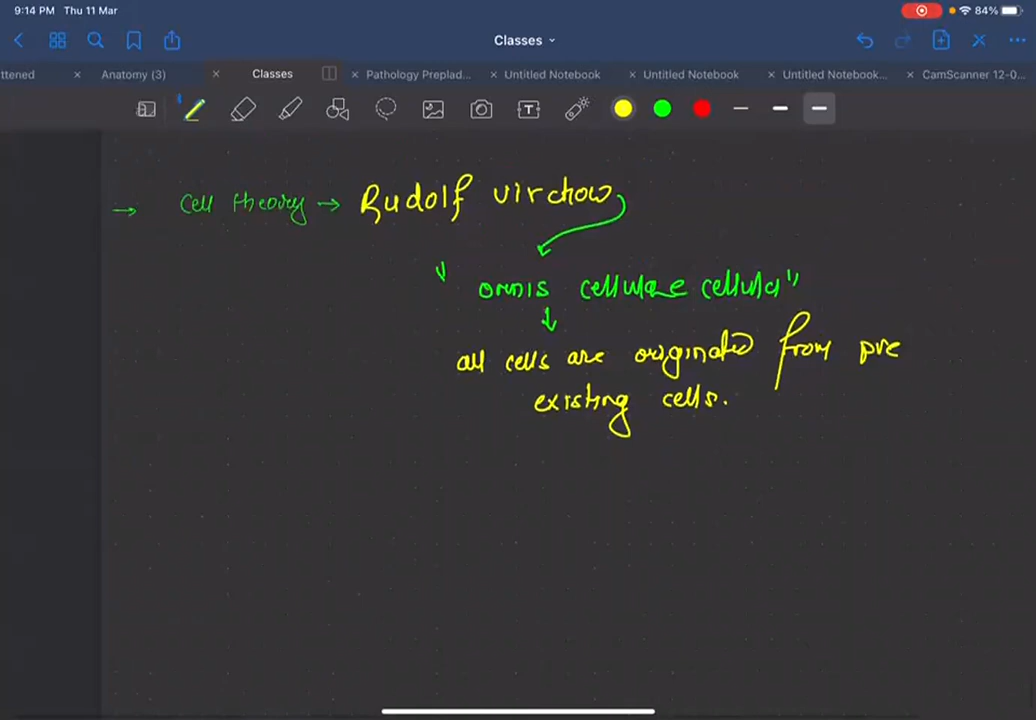 9:14 PM Thu 11 Mar
84%
Classes
ttened
Anatomy (3)
Classes
Pathology Preplad...
Untitled Notebook
Untitled Notebook
Untitled Notebook...
CamScanner 12-0...
→ Cell theory → Rudolf virchow
"omnis cellulae cellula"
all cells are originated from pre
existing cells.